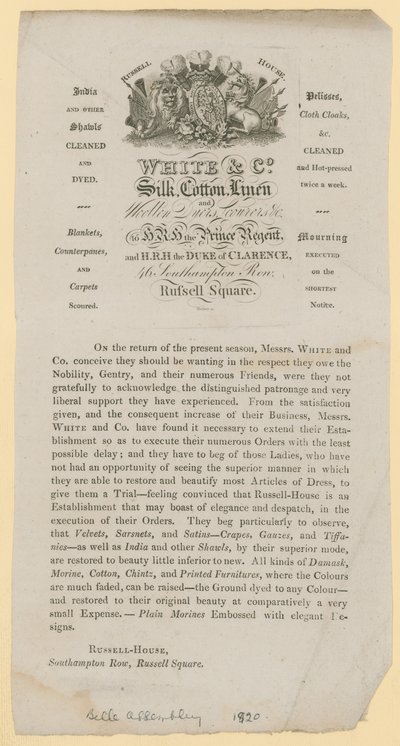 RUSSELL HOUSE.
India
AND OTHER
Shawls
CLEANED
AND
DYED.
Blankets,
Counterpanes,
AND
Carpets
Scoured.
WHITE & Co.
Silk, Cotton, Linen
and
Woollen Dyers, Scourers &c.
to H.R.H. the Prince Regent,
and H.R.H the DUKE of CLARENCE,
46 Southampton Row,
Russell Square.
Pelisses,
Cloth Cloaks,
&c.
CLEANED
and Hot-pressed
twice a week.
Mourning
EXECUTED
on the
SHORTEST
Notice.
ON the return of the present season, Messrs. WHITE and
Co. conceive they should be wanting in the respect they owe the
Nobility, Gentry, and their numerous Friends, were they not
gratefully to acknowledge the distinguished patronage and very
liberal support they have experienced. From the satisfaction
given, and the consequent increase of their Business, Messrs.
WHITE and Co. have found it necessary to extend their Esta-
blishment so as to execute their numerous Orders with the least
possible delay; and they have to beg of those Ladies, who have
not had an opportunity of seeing the superior manner in which
they are able to restore and beautify most Articles of Dress, to
give them a Trial—feeling convinced that Russell-House is an
Establishment that may boast of elegance and despatch, in the
execution of their Orders. They beg particularly to observe,
that Velvets, Sarsnets, and Satins—Crapes, Gauzes, and Tiffa-
nies—as well as India and other Shawls, by their superior mode,
are restored to beauty little inferior to new. All kinds of Damask,
Morine, Cotton, Chintz, and Printed Furnitures, where the Colours
are much faded, can be raised—the Ground dyed to any Colour—
and restored to their original beauty at comparatively a very
small Expense.—Plain Morines Embossed with elegant De-
signs.
RUSSELL-HOUSE,
Southampton Row, Russell Square.
Belle Assembley 1820.